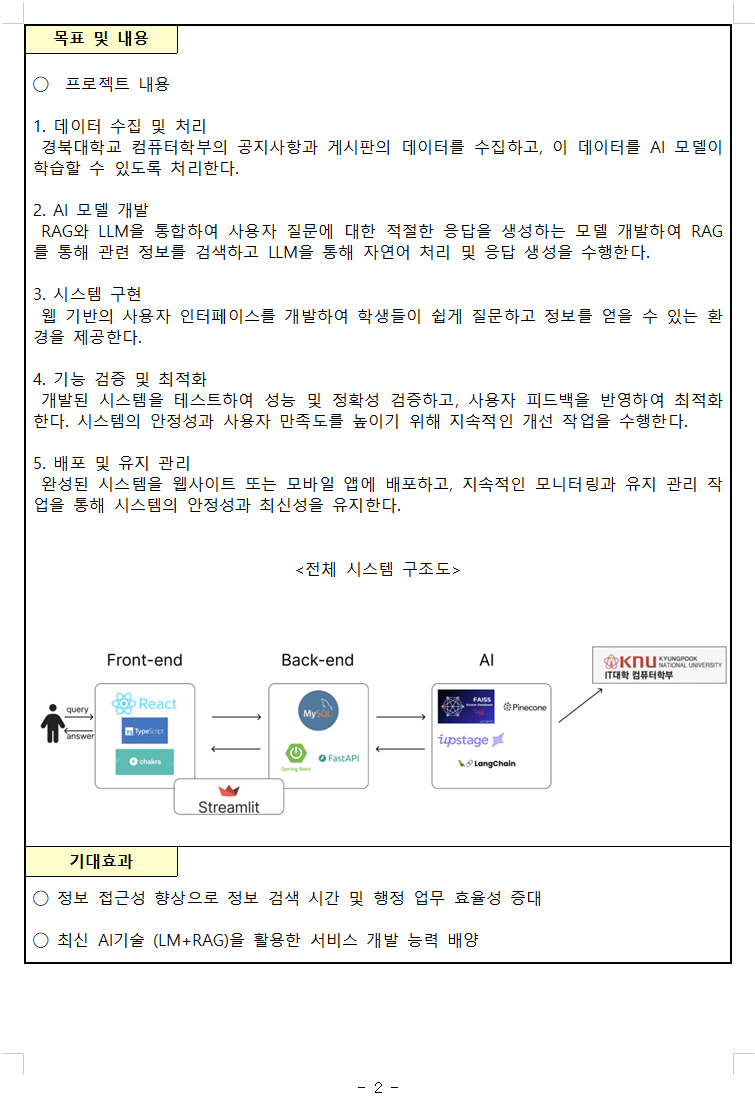 목표 및 내용
○ 프로젝트 내용
1. 데이터 수집 및 처리
경북대학교 컴퓨터학부의 공지사항과 게시판의 데이터를 수집하고, 이 데이터를 AI 모델이
학습할 수 있도록 처리한다.
2. AI 모델 개발
RAG와 LLM을 통합하여 사용자 질문에 대한 적절한 응답을 생성하는 모델 개발하여 RAG
를 통해 관련 정보를 검색하고 LLM을 통해 자연어 처리 및 응답 생성을 수행한다.
3. 시스템 구현
웹 기반의 사용자 인터페이스를 개발하여 학생들이 쉽게 질문하고 정보를 얻을 수 있는 환
경을 제공한다.
4. 기능 검증 및 최적화
개발된 시스템을 테스트하여 성능 및 정확성 검증하고, 사용자 피드백을 반영하여 최적화
한다. 시스템의 안정성과 사용자 만족도를 높이기 위해 지속적인 개선 작업을 수행한다.
5. 배포 및 유지 관리
완성된 시스템을 웹사이트 또는 모바일 앱에 배포하고, 지속적인 모니터링과 유지 관리 작
업을 통해 시스템의 안정성과 최신성을 유지한다.
<전체 시스템 구조도>
Front-end
Back-end
AI
KNU KYUNGPOOK
NATIONAL UNIVERSITY
IT대학 컴퓨터학부
query
answer
React
TS TypeScript
chakra
MySQL
Spring Boot
FastAPI
Streamlit
FAISS
Vector Database
Pinecone
upstage
LangChain
기대효과
○ 정보 접근성 향상으로 정보 검색 시간 및 행정 업무 효율성 증대
○ 최신 AI기술 (LM+RAG)을 활용한 서비스 개발 능력 배양
- 2 -